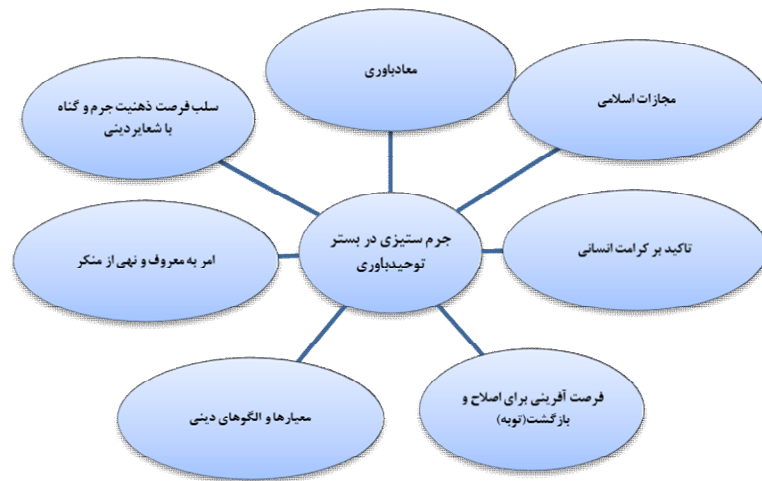 معادباوری
مجازات اسلامی
سلب فرصت ذهنیت جرم و گناه
با شعایر دینی
جرم ستیزی در بستر
توحیدباوری
تاکید بر کرامت انسانی
امر به معروف و نهی از منکر
فرصت آفرینی برای اصلاح و
بازگشت(توبه)
معیارها و الگوهای دینی